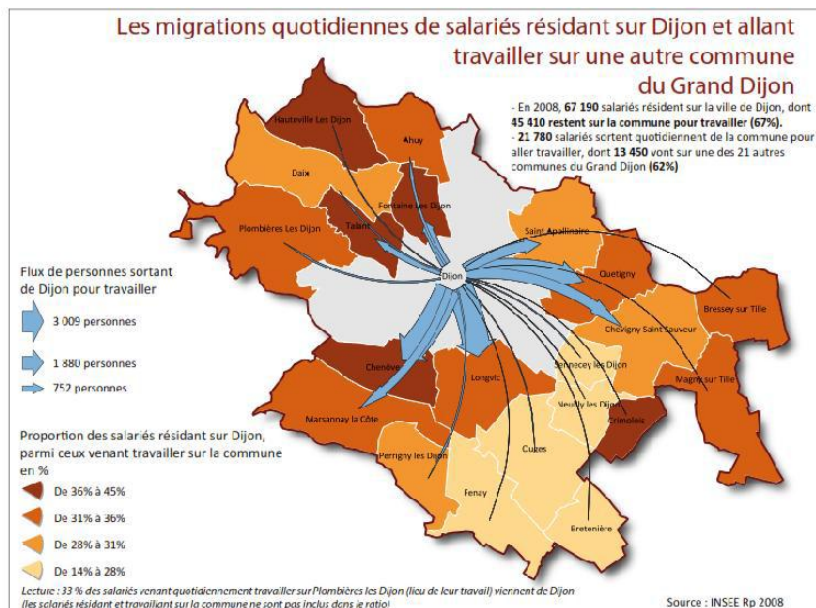 Les migrations quotidiennes de salariés résidant sur Dijon et allant
travailler sur une autre commune
du Grand Dijon
- En 2008, 67 190 salariés résident sur la ville de Dijon, dont
45 410 restent sur la commune pour travailler (67%).
- 21 780 salariés sortent quotidiennent de la commune pour
aller travailler, dont 13 450 vont sur une des 21 autres
communes du Grand Dijon (62%)
Hauteville Les Dijon
Ahuy
Daix
Fontaine les Dijon
Talant
Plombières Les Dijon
Saint Apollinaire
Quetigny
Dijon
Bressey sur Tille
Chevigny Saint Sauveur
Flux de personnes sortant
de Dijon pour travailler
3 009 personnes
1 880 personnes
752 personnes
Sennecey les Dijon
Chenôve
Longvic
Magny sur Tille
Neuilly les Dijon
Crimolois
Marsannay la Côte
Perrigny les Dijon
Ouges
Fenay
Bretenière
Proportion des salariés résidant sur Dijon,
parmi ceux venant travailler sur la commune
en %
De 36% à 45%
De 31% à 36%
De 28% à 31%
De 14% à 28%
Lecture : 33 % des salariés venant quotidiennement travailler sur Plombières les Dijon (lieu de leur travail) viennent de Dijon
(les salariés résidant et travaillant sur la commune ne sont pas inclus dans le ratio)
Source : INSEE Rp 2008